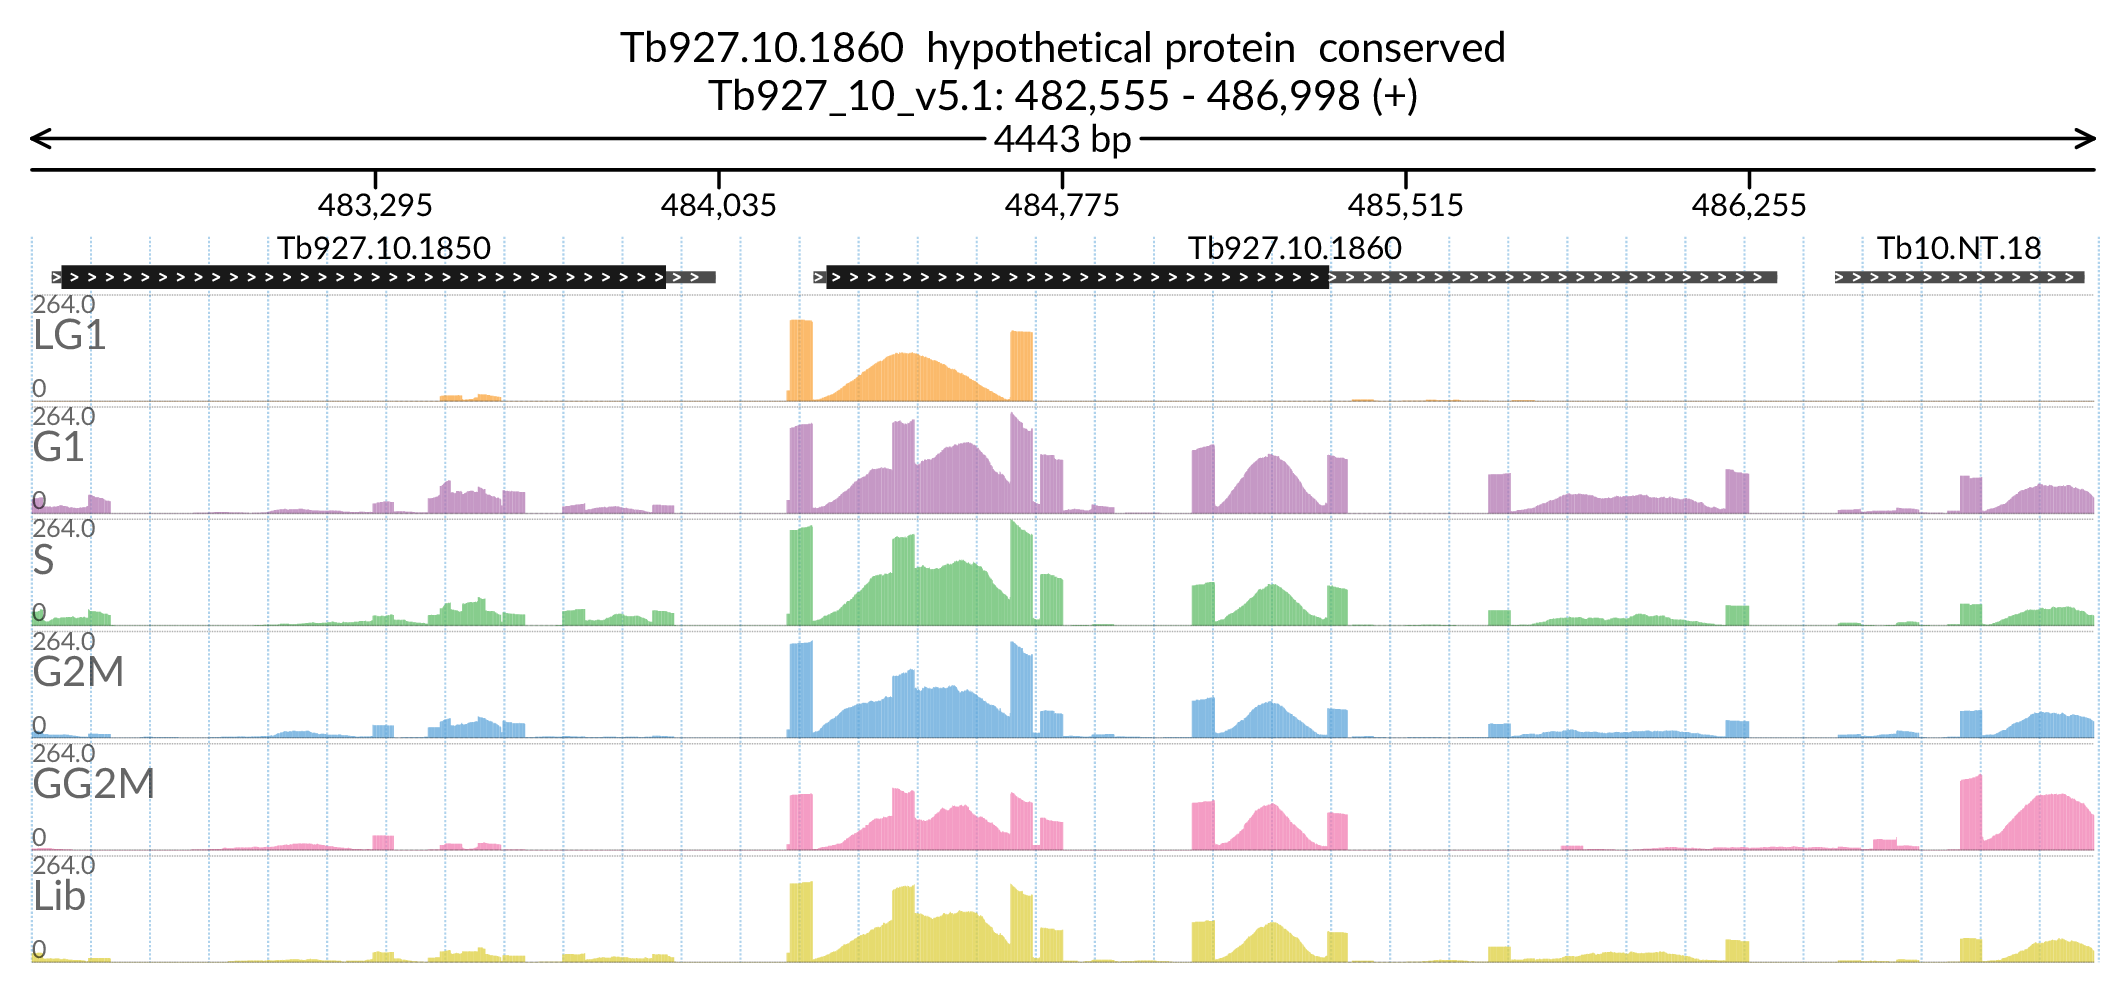 Tb927.10.1860  hypothetical protein  conserved
Tb927_10_v5.1: 482,555 - 486,998 (+)
4443 bp
483,295 484,035 484,775 485,515 486,255
Tb927.10.1850 Tb927.10.1860 Tb10.NT.18
264.0
LG1
0
264.0
G1
0
264.0
S
0
264.0
G2M
0
264.0
GG2M
0
264.0
Lib
0